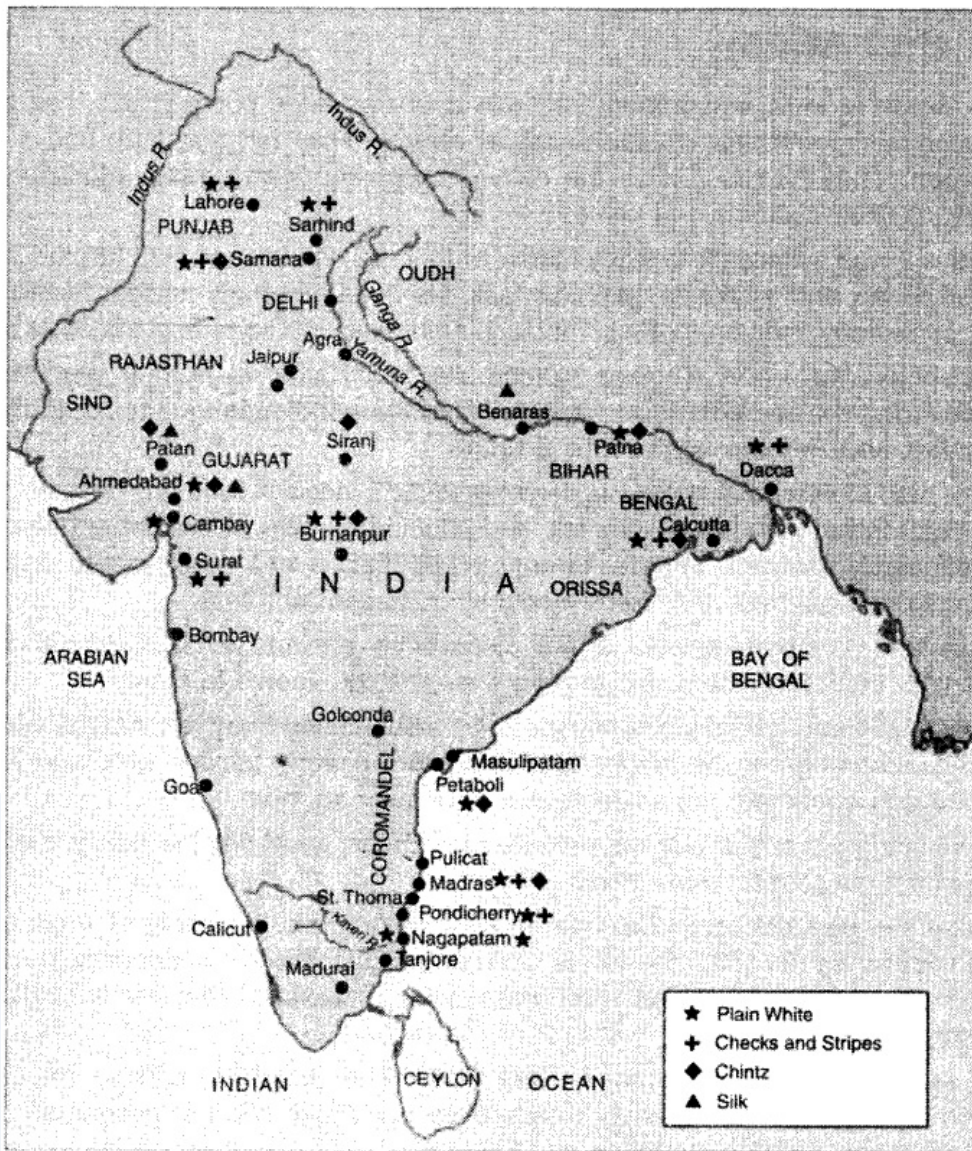 Indus R.
Indus R.
Lahore
PUNJAB
Sarhind
Samana
OUDH
DELHI
Ganga R.
Agra
Yamuna R.
RAJASTHAN
Jaipur
SIND
Benaras
Siranj
Patna
Patan
GUJARAT
BIHAR
Dacca
Ahmedabad
BENGAL
Cambay
Calcutta
Burnanpur
Surat
INDIA
ORISSA
Bombay
ARABIAN
SEA
BAY OF
BENGAL
Golconda
COROMANDEL
Masulipatam
Petaboli
Goa
Pulicat
Madras
St. Thoma
Pondicherry
Calicut
Kaveri R.
Nagapatam
Tanjore
Madurai
Plain White
Checks and Stripes
Chintz
Silk
INDIAN
CEYLON
OCEAN